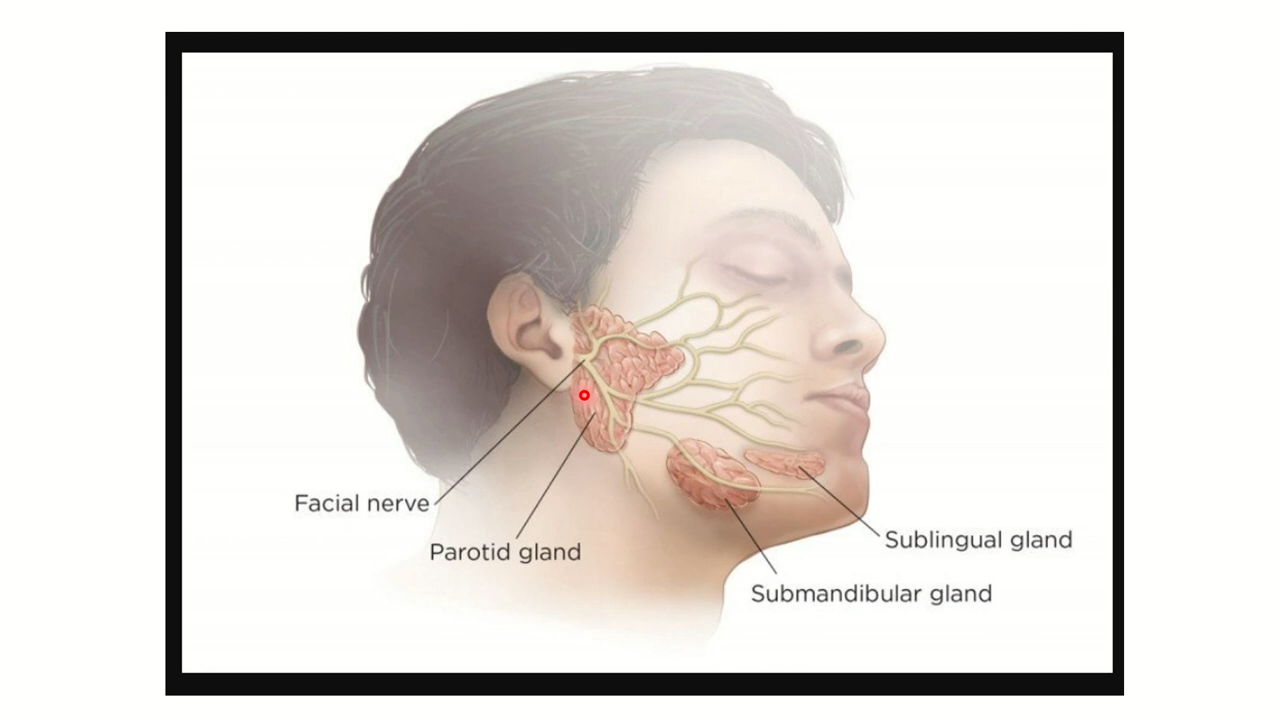 Facial nerve
Parotid gland
Sublingual gland
Submandibular gland